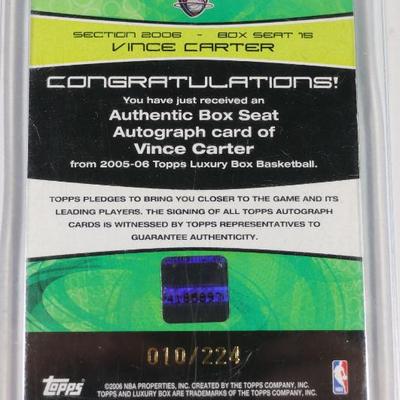 SECTION 2006 - BOX SEAT 15
VINCE CARTER
CONGRATULATIONS!
You have just received an
Authentic Box Seat
Autograph card of
Vince Carter
from 2005-06 Topps Luxury Box Basketball.
TOPPS PLEDGES TO BRING YOU CLOSER TO THE GAME AND ITS
LEADING PLAYERS. THE SIGNING OF ALL TOPPS AUTOGRAPH
CARDS IS WITNESSED BY TOPPS REPRESENTATIVES TO
GUARANTEE AUTHENTICITY.
010/224
Topps
©2006 NBA PROPERTIES, INC. CREATED BY THE TOPPS COMPANY, INC.
TOPPS AND LUXURY BOX ARE TRADEMARKS OF THE TOPPS COMPANY, INC.
NBA